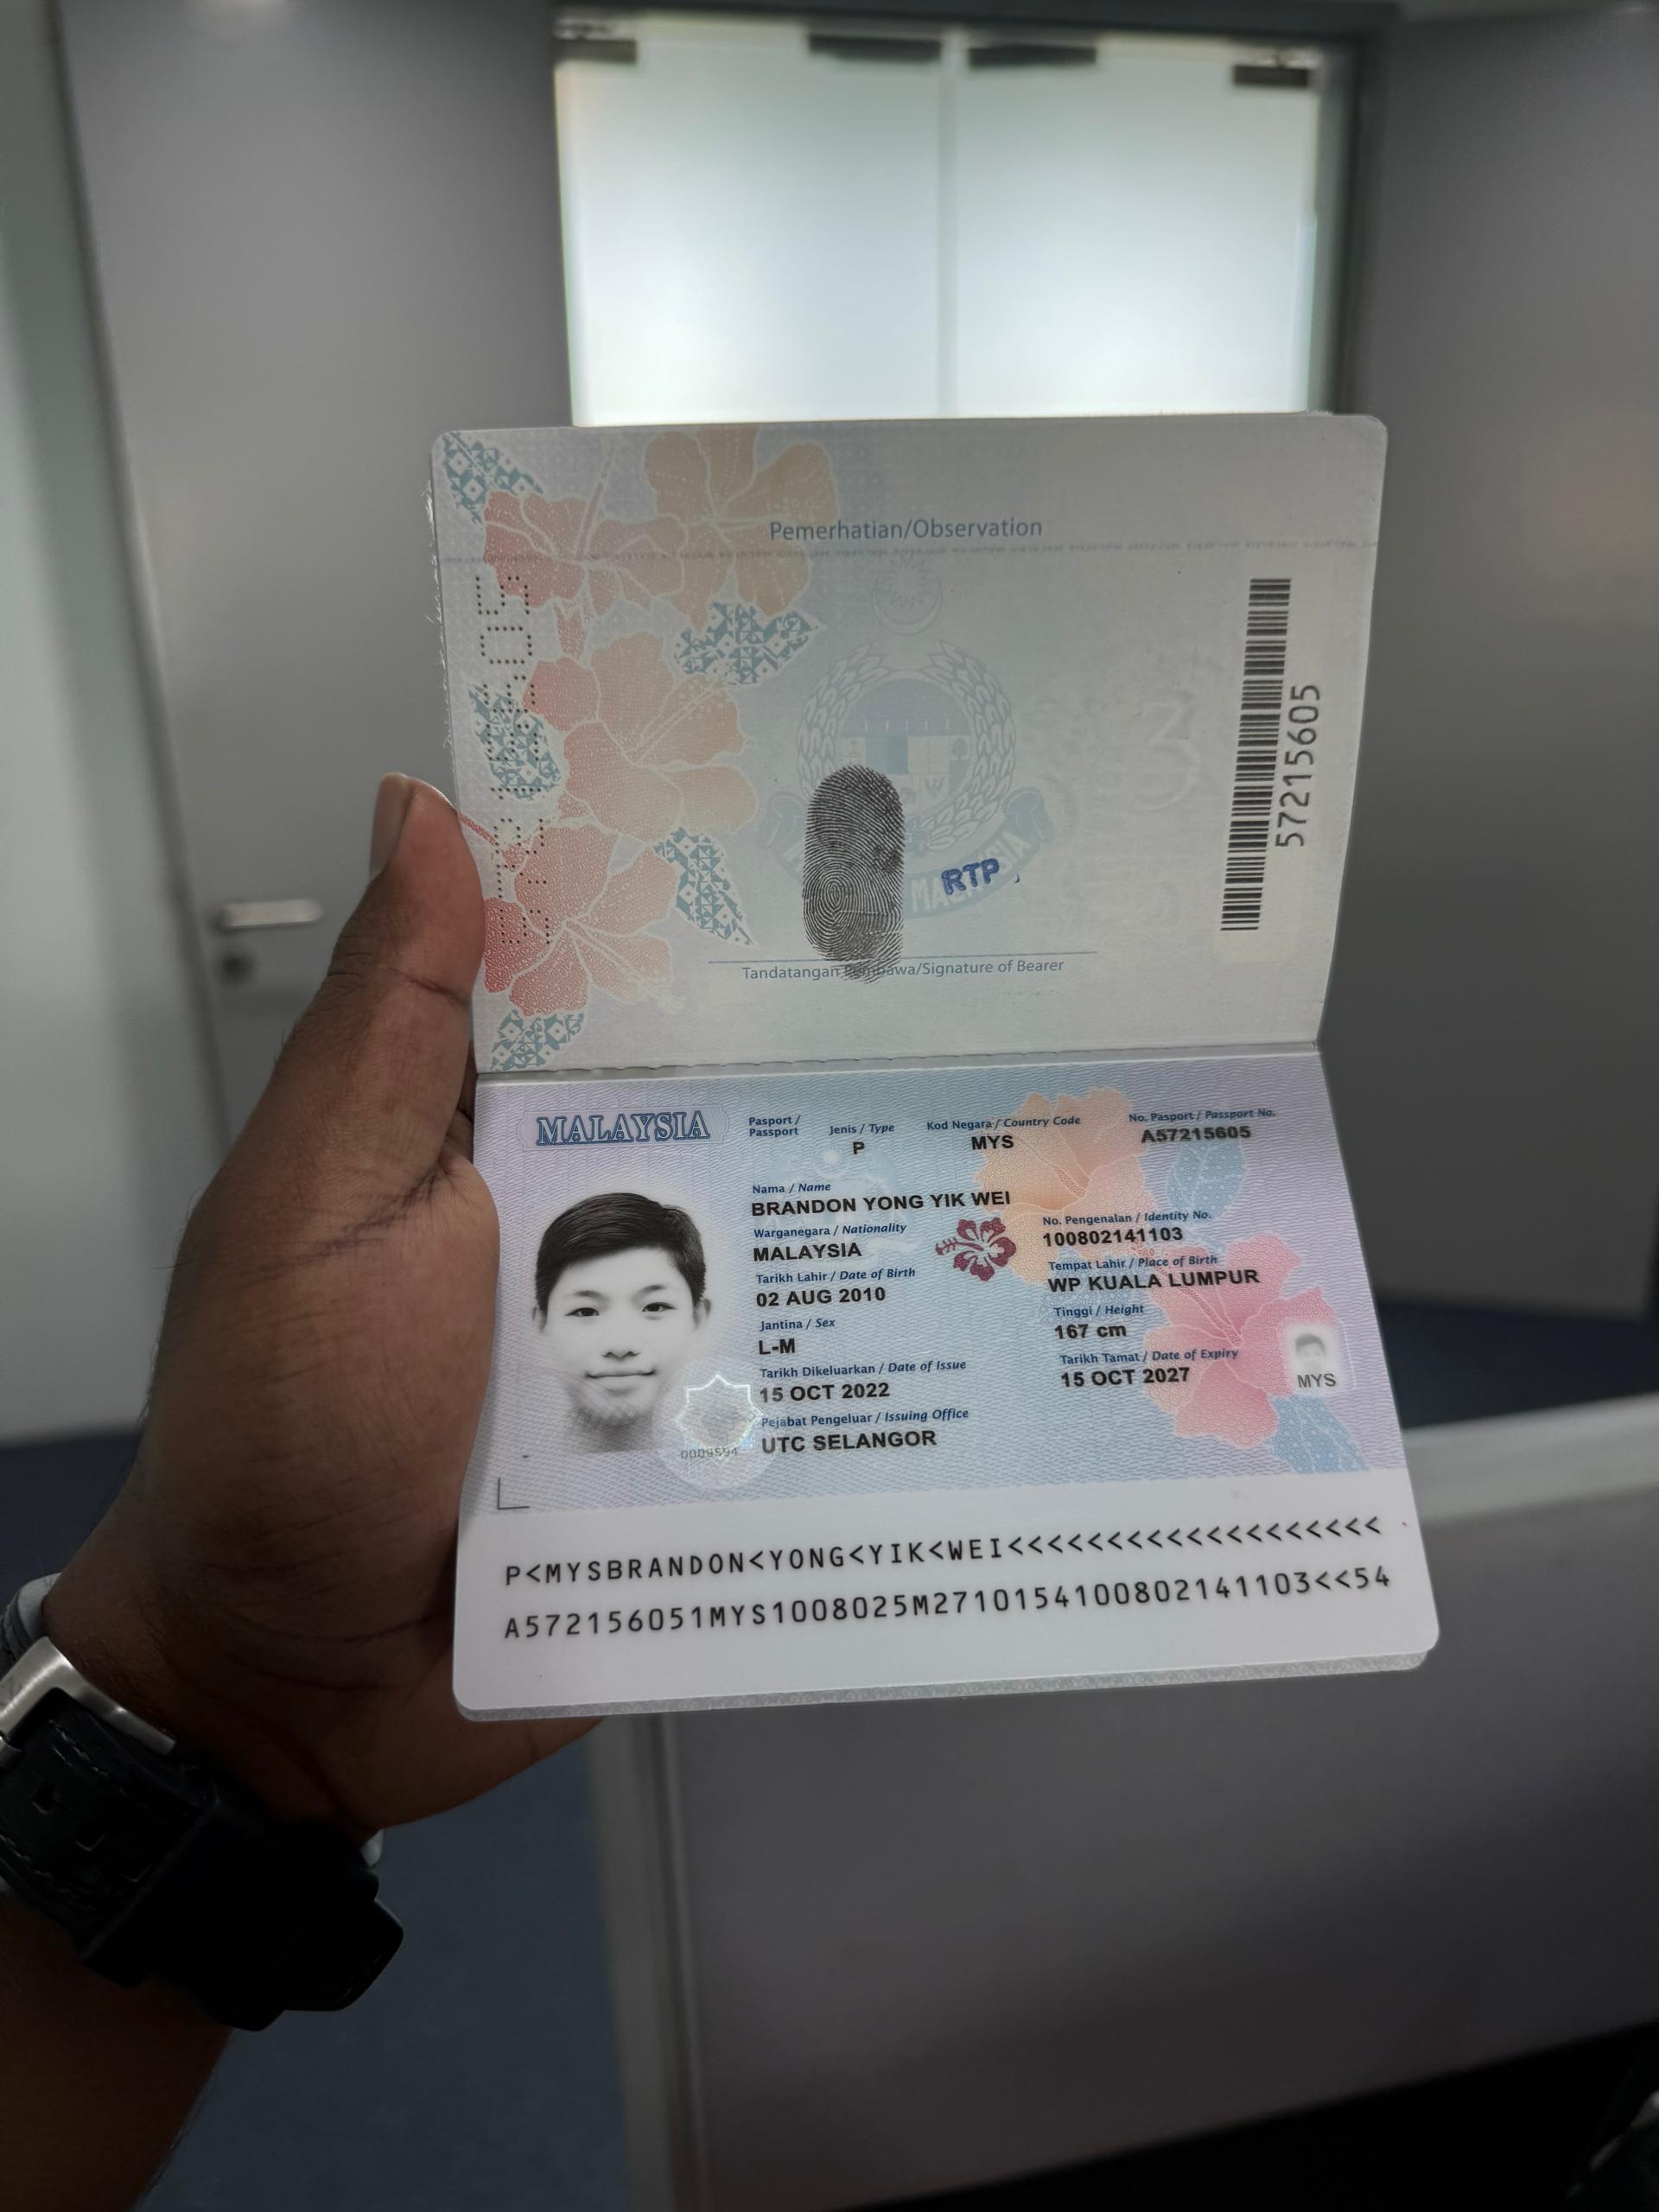 Pemerhatian/Observation
57215605
RTP
Tandatangan Pembawa/Signature of Bearer
MALAYSIA
Pasport /
Passport
Jenis / Type
P
Kod Negara / Country Code
MYS
No. Pasport / Passport No.
A57215605
Nama / Name
BRANDON YONG YIK WEI
Warganegara / Nationality
MALAYSIA
No. Pengenalan / Identity No.
100802141103
Tarikh Lahir / Date of Birth
02 AUG 2010
Tempat Lahir / Place of Birth
WP KUALA LUMPUR
Jantina / Sex
L-M
Tinggi / Height
167 cm
Tarikh Dikeluarkan / Date of Issue
15 OCT 2022
Tarikh Tamat / Date of Expiry
15 OCT 2027
MYS
Pejabat Pengeluar / Issuing Office
UTC SELANGOR
P<MYSBRANDON<YONG<YIK<WEI<<<<<<<<<<<<<<<<<<<
A572156051MYS1008025M2710154100802141103<<54